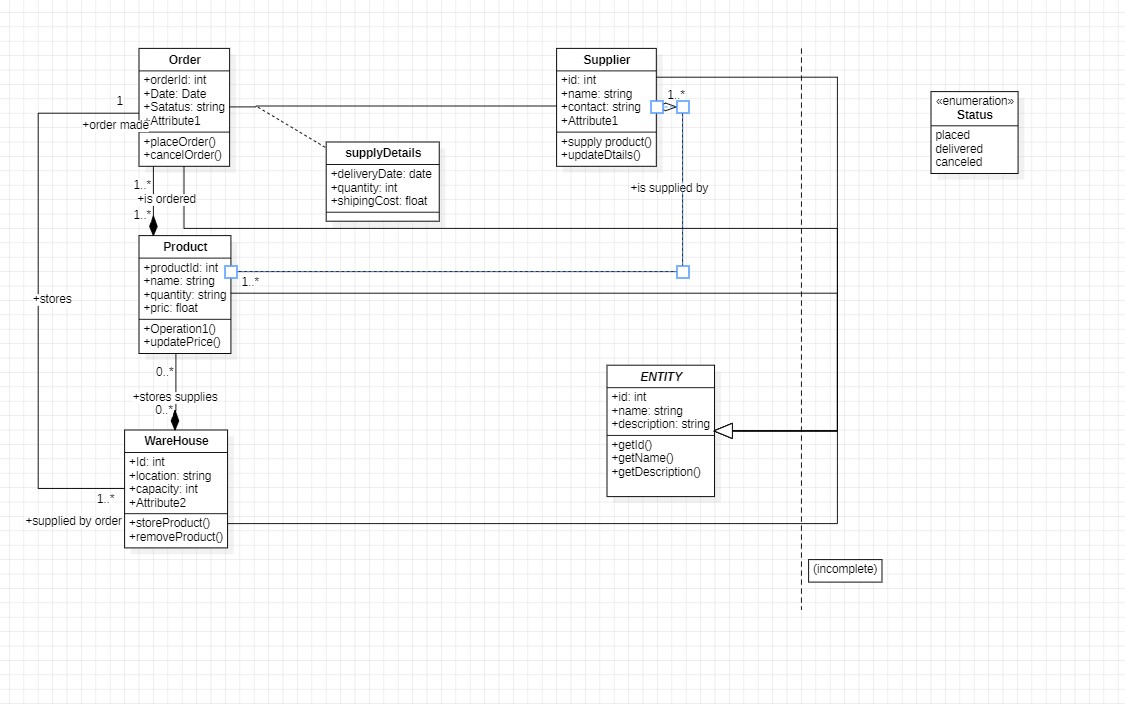 Order
+orderId: int
+Date: Date
+Satatus: string
+Attribute1
+placeOrder()
+cancelOrder()
Supplier
+id: int
+name: string
+contact: string
+Attribute1
+supply product()
+updateDtails()
«enumeration»
Status
placed
delivered
canceled
1
+order made
1..*
supplyDetails
+deliveryDate: date
+quantity: int
+shipingCost: float
1..*
+is ordered
1..*
+is supplied by
Product
+productId: int
+name: string
+quantity: string
+pric: float
+Operation1()
+updatePrice()
1..*
+stores
0..*
+stores supplies
0..*
ENTITY
+id: int
+name: string
+description: string
+getId()
+getName()
+getDescription()
WareHouse
+Id: int
+location: string
+capacity: int
+Attribute2
+storeProduct()
+removeProduct()
1..*
+supplied by order
(incomplete)